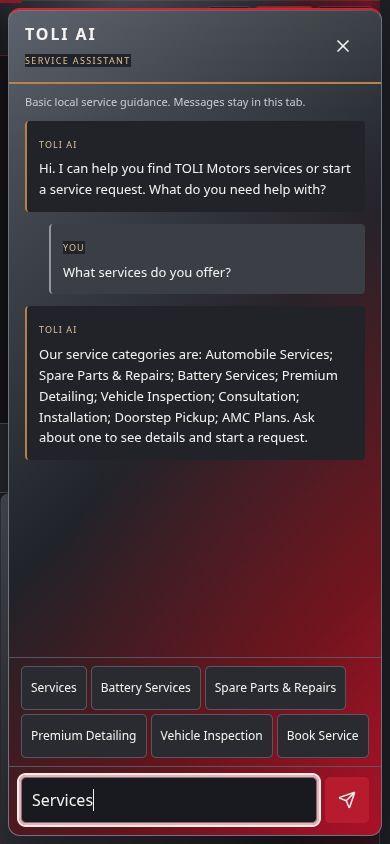 TOLI AI
SERVICE ASSISTANT
Basic local service guidance. Messages stay in this tab.
TOLI AI
Hi. I can help you find TOLI Motors services or start
a service request. What do you need help with?
YOU
What services do you offer?
TOLI AI
Our service categories are: Automobile Services;
Spare Parts & Repairs; Battery Services; Premium
Detailing; Vehicle Inspection; Consultation;
Installation; Doorstep Pickup; AMC Plans. Ask
about one to see details and start a request.
Services Battery Services Spare Parts & Repairs
Premium Detailing Vehicle Inspection Book Service
Services